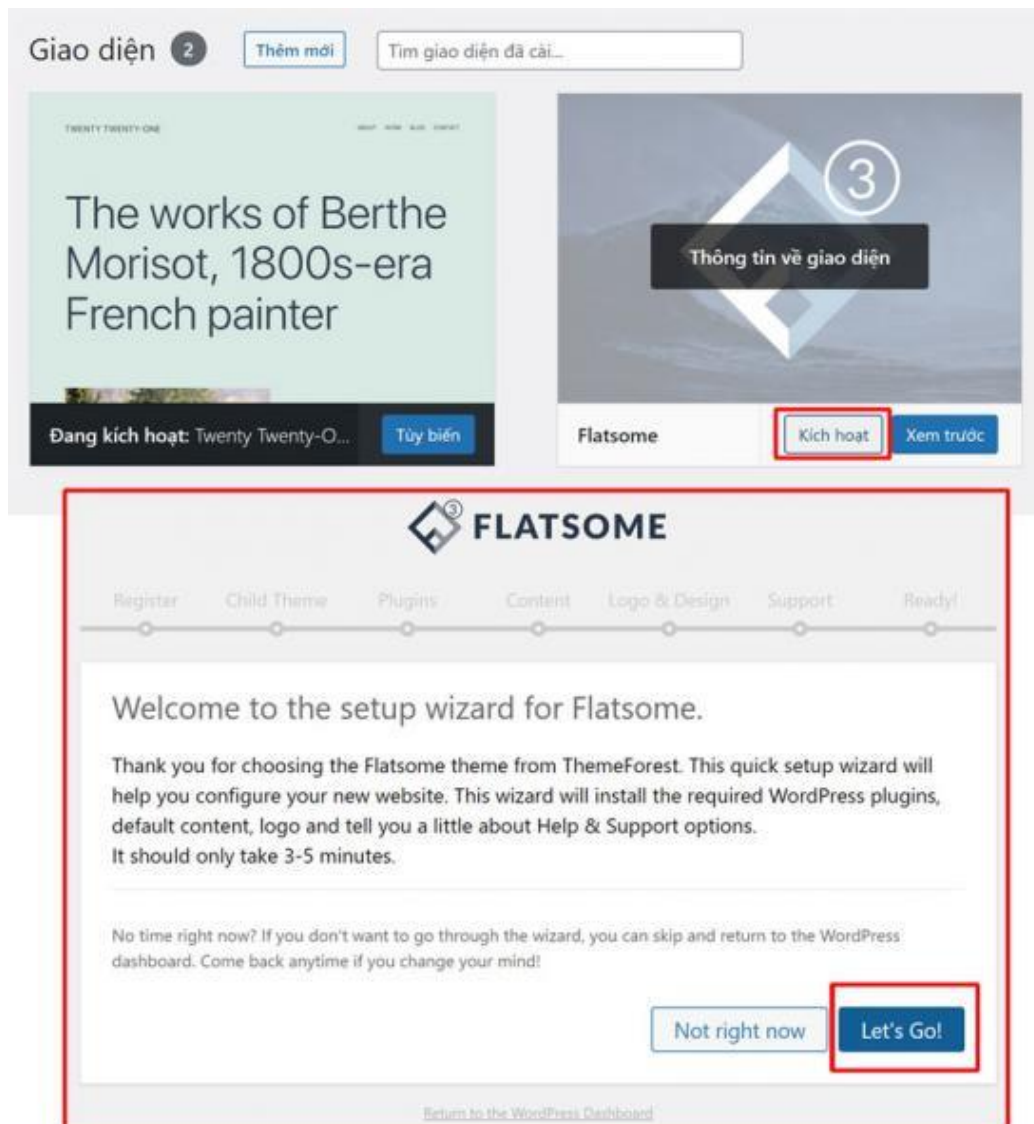 Giao diện 2 Thêm mới Tìm giao diện đã cài...
TWENTY TWENTY-ONE ABOUT WORK BLOG CONTACT
The works of Berthe
Morisot, 1800s-era
French painter
Đang kích hoạt: Twenty Twenty-O... Tùy biến
3
Thông tin về giao diện
Flatsome Kích hoạt Xem trước
3 FLATSOME
Register Child Theme Plugins Content Logo & Design Support Ready!
Welcome to the setup wizard for Flatsome.
Thank you for choosing the Flatsome theme from ThemeForest. This quick setup wizard will
help you configure your new website. This wizard will install the required WordPress plugins,
default content, logo and tell you a little about Help & Support options.
It should only take 3-5 minutes.
No time right now? If you don't want to go through the wizard, you can skip and return to the WordPress
dashboard. Come back anytime if you change your mind!
Not right now Let's Go!
Return to the WordPress Dashboard